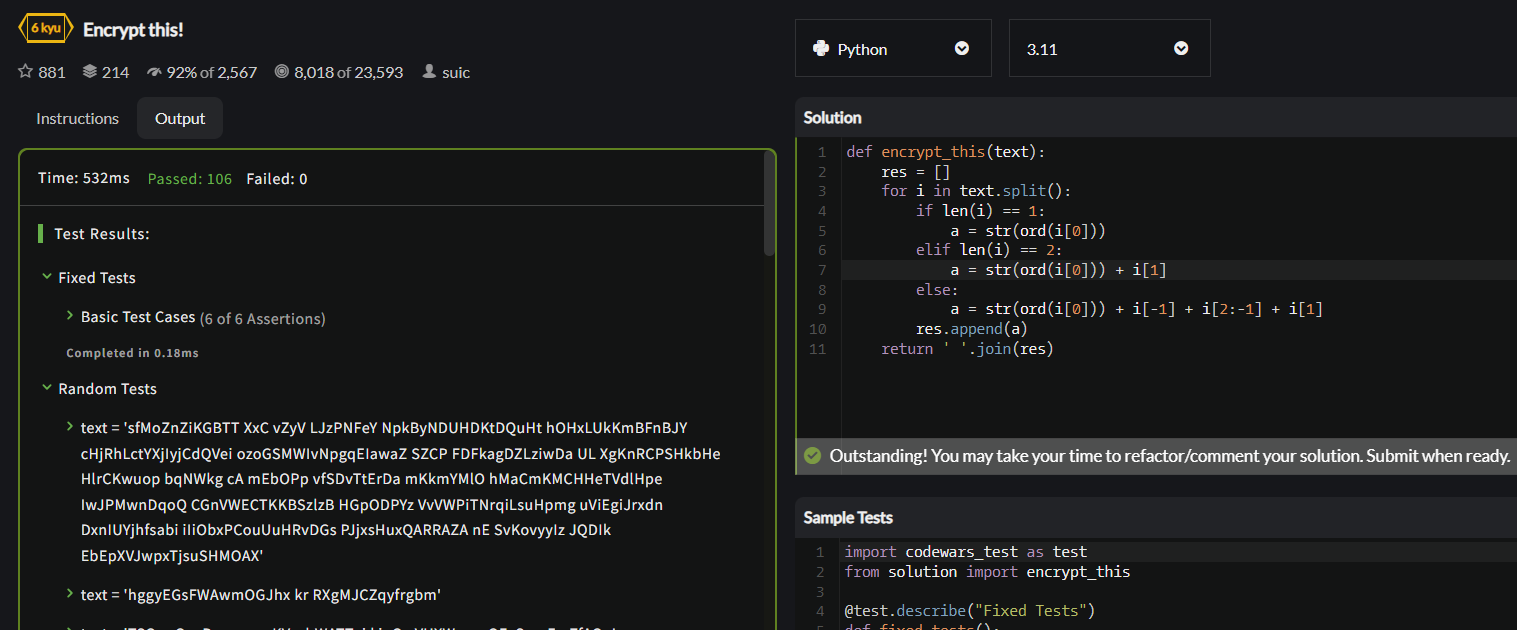 6 kyu Encrypt this!
881 214 92% of 2,567 8,018 of 23,593 suic
Instructions Output
Time: 532ms Passed: 106 Failed: 0
Test Results:
Fixed Tests
Basic Test Cases (6 of 6 Assertions)
Completed in 0.18ms
Random Tests
text = 'sfMoZnZiKGBTT XxC vZyV LJzPNFeY NpkByNDUHDKtDQuHt hOHxLUkKmBFnBJY
cHjRhLctYXjIyjCdQVei ozoGSMWIvNpgqEIawaZ SZCP FDFkagDZLziwDa UL XgKnRCPSHkbHe
HlrCKwuop bqNWkg cA mEbOPp vfSDvTtErDa mKkmYMlO hMaCmKMCHHeTVdlHpe
IwJPMwnDqoQ CGnVWECTKKBSzlzB HGpODPYz VvVWPiTNrqiLsuHpmg uViEgiJrxdn
DxnIUYjhfsabi iIiObxPCouUuHRvDGs PJjxsHuxQARRAZA nE SvKovyyIz JQDIk
EbEpXVJwpxTjsuSHMOAX'
text = 'hggyEGsFWAwmOGJhx kr RXgMJCZqyfrgbm'
Python 3.11
Solution
1 def encrypt_this(text):
2 res = []
3 for i in text.split():
4 if len(i) == 1:
5 a = str(ord(i[0]))
6 elif len(i) == 2:
7 a = str(ord(i[0])) + i[1]
8 else:
9 a = str(ord(i[0])) + i[-1] + i[2:-1] + i[1]
10 res.append(a)
11 return ' '.join(res)
Outstanding! You may take your time to refactor/comment your solution. Submit when ready.
Sample Tests
1 import codewars_test as test
2 from solution import encrypt_this
3
4 @test.describe("Fixed Tests")
5 def fixed_tests():